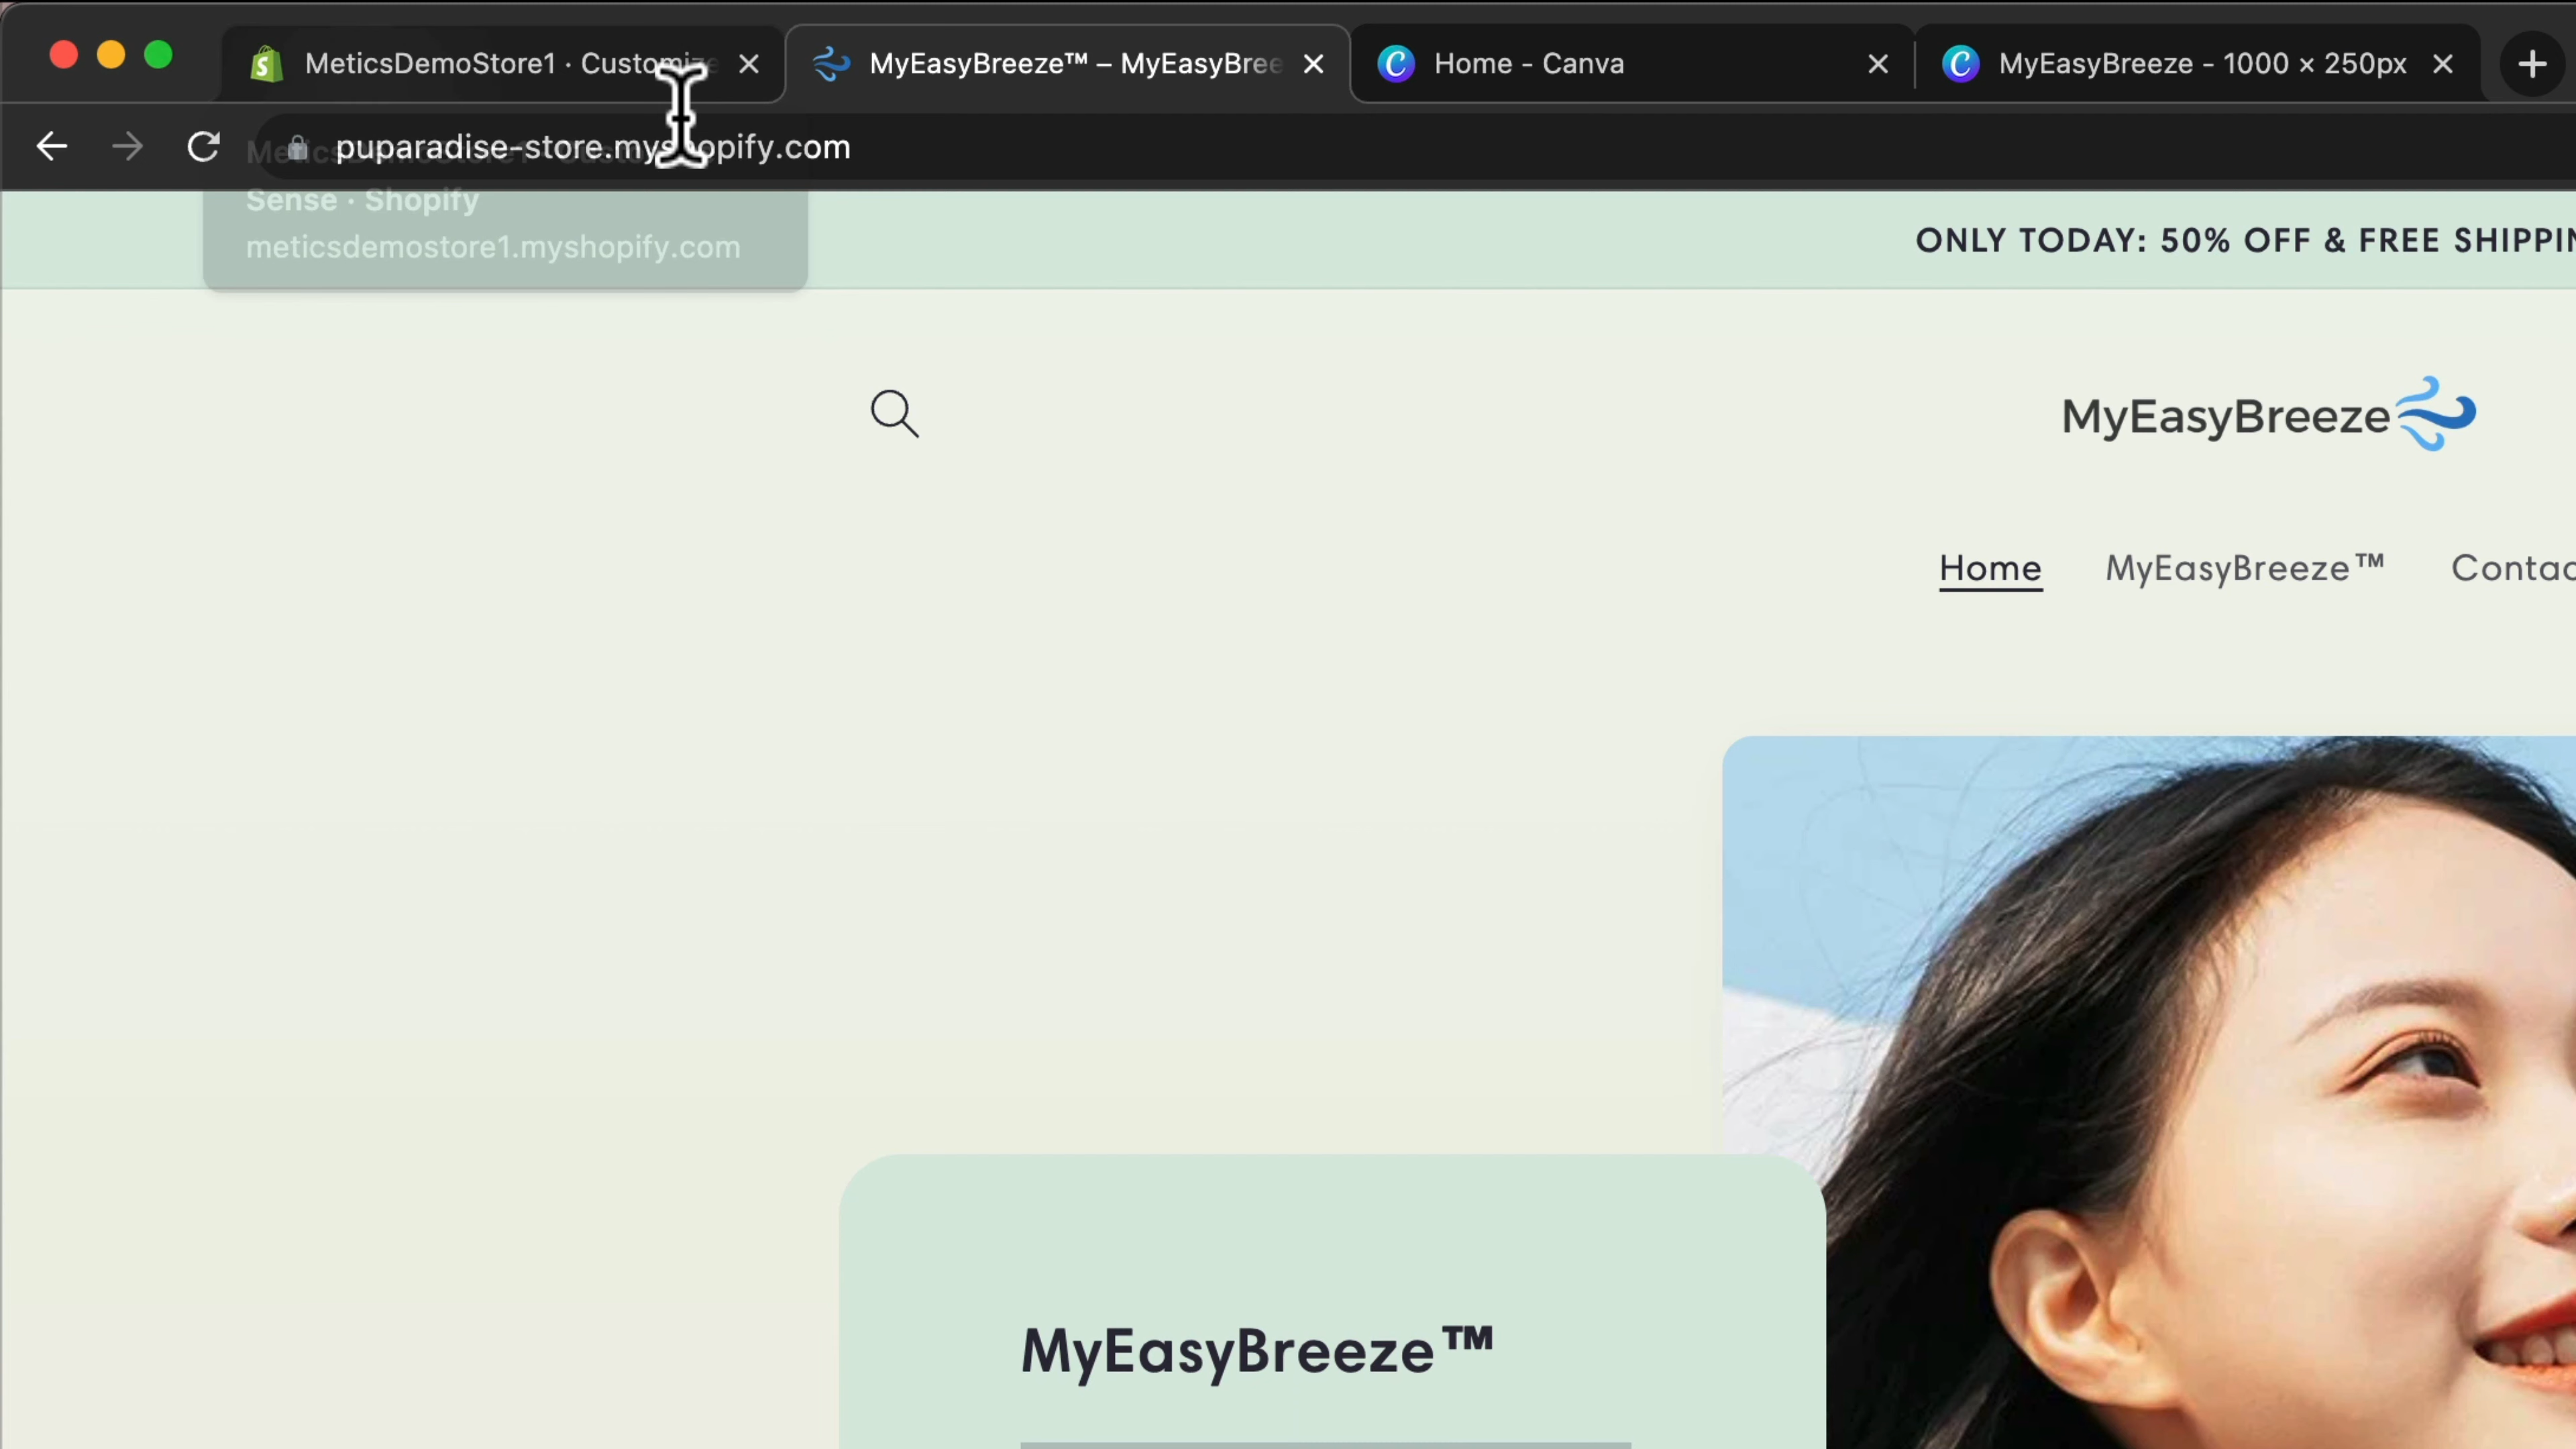 MeticsDemoStore1 · Customize
MyEasyBreeze™ – MyEasyBree
Home - Canva
MyEasyBreeze - 1000 × 250px
puparadise-store.myshopify.com
Sense · Shopify
meticsdemostore1.myshopify.com
ONLY TODAY: 50% OFF & FREE SHIPPIN
MyEasyBreeze
Home
MyEasyBreeze™
Contac
MyEasyBreeze™